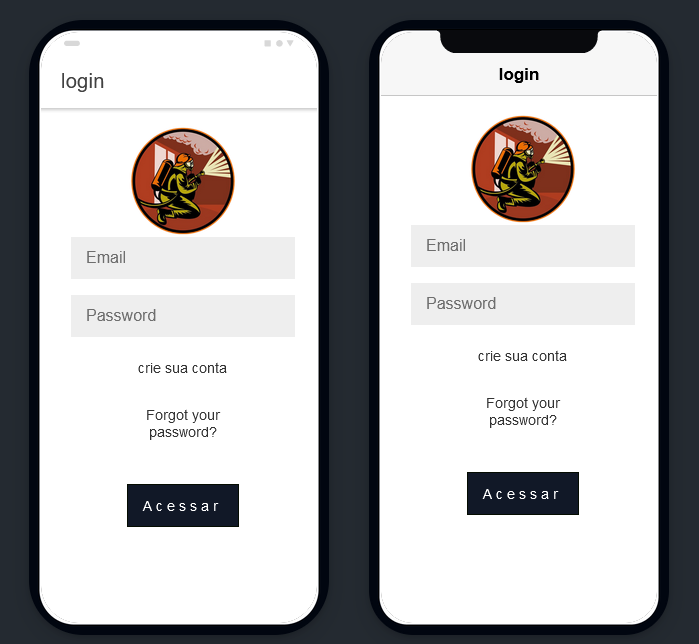 login
Email
Password
crie sua conta
Forgot your
password?
Acessar
login
Email
Password
crie sua conta
Forgot your
password?
Acessar